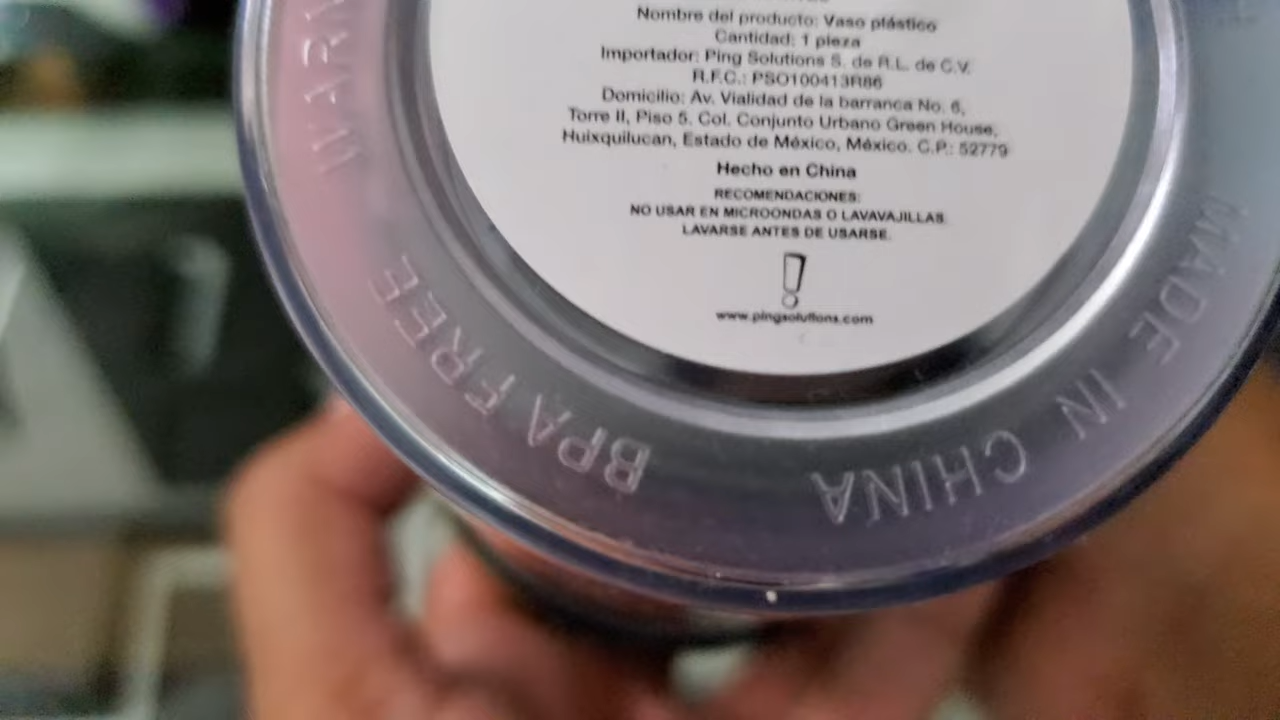 Nombre del producto: Vaso plástico
Cantidad: 1 pieza
Importador: Ping Solutions S. de R.L. de C.V.
R.F.C.: PSO100413R86
Domicilio: Av. Vialidad de la barranca No. 6,
Torre II, Piso 5, Col. Conjunto Urbano Green House,
Huixquilucan, Estado de México, México. C.P.: 52779
Hecho en China
RECOMENDACIONES:
NO USAR EN MICROONDAS O LAVAVAJILLAS.
LAVARSE ANTES DE USARSE.
www.pingsolutions.com
BPA FREE
MADE IN CHINA